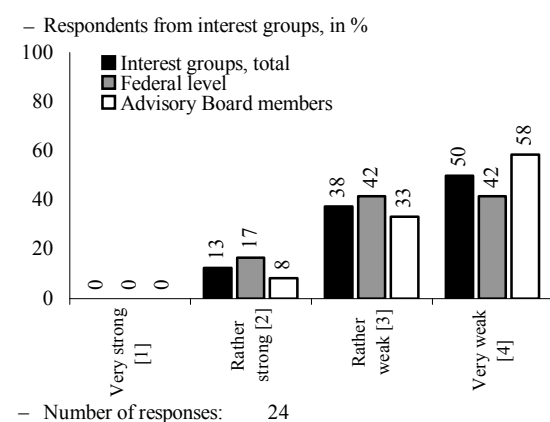 – Respondents from interest groups, in %
100
80
60
40
20
0
Interest groups, total
Federal level
Advisory Board members
0
0
0
13
17
8
38
42
33
50
42
58
Very strong
[1]
Rather
strong [2]
Rather
weak [3]
Very weak
[4]
– Number of responses: 24